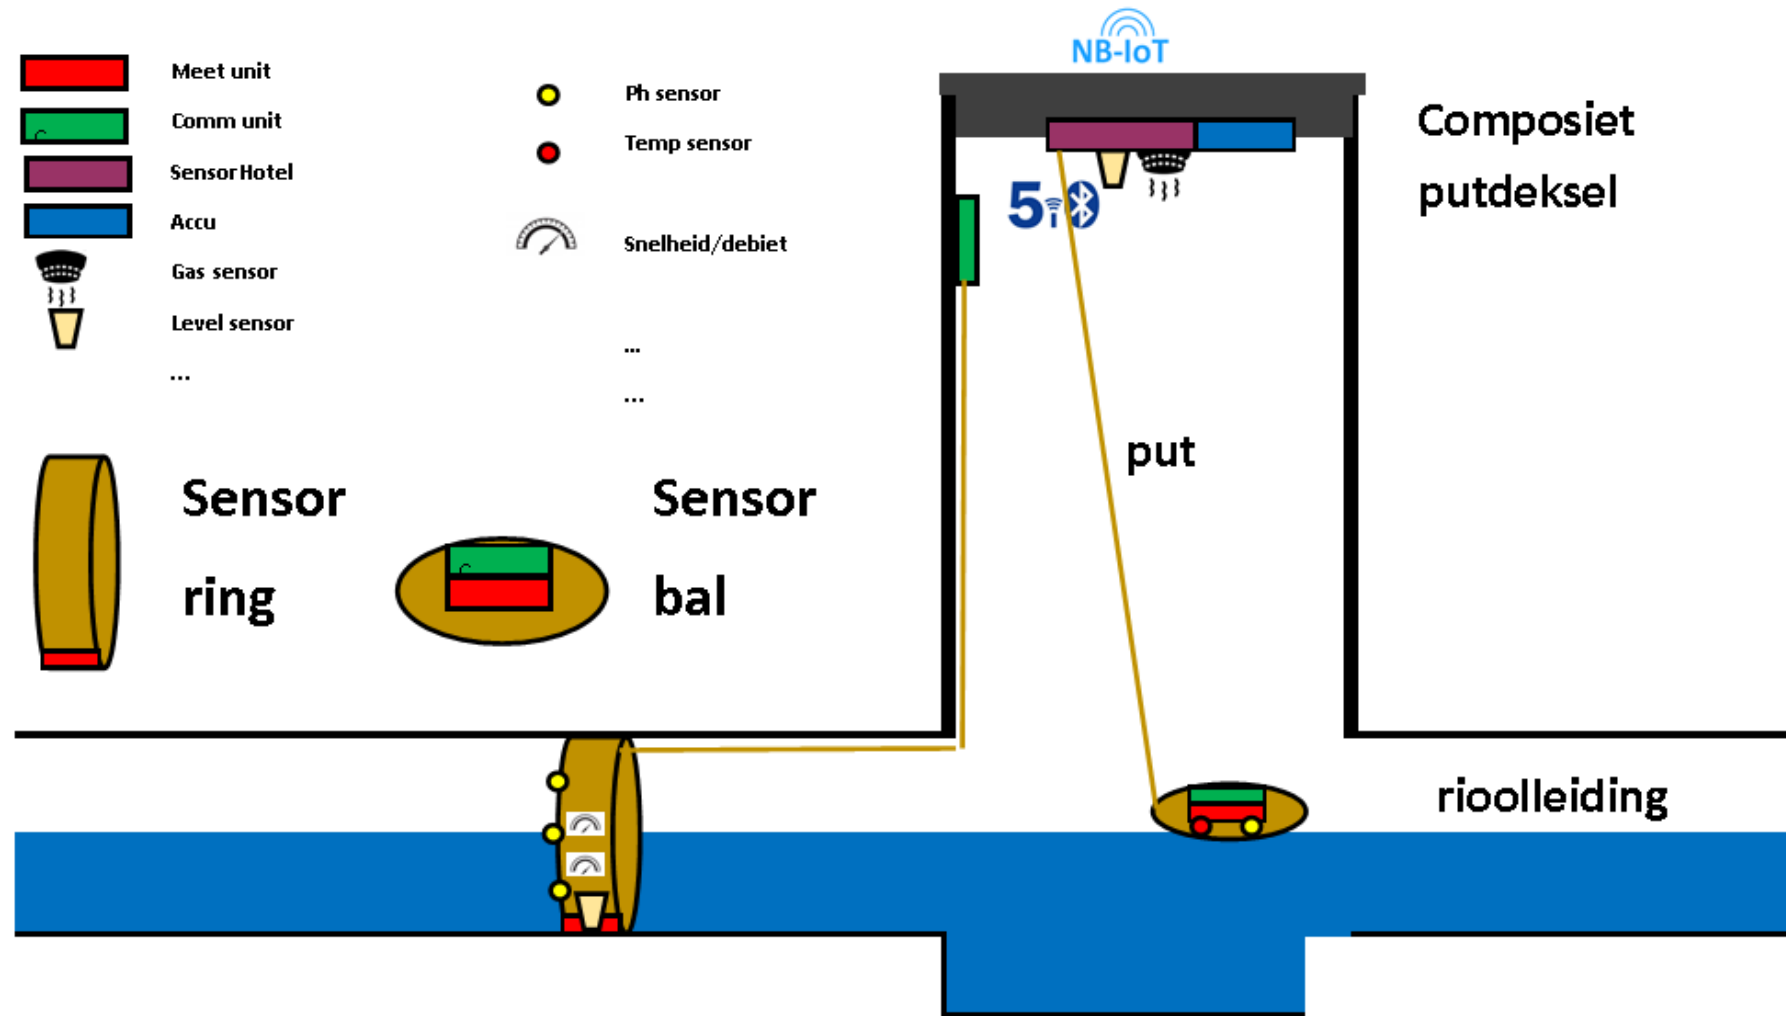 NB-IoT
Meet unit
Comm unit
SensorHotel
Accu
Gas sensor
Level sensor
...
Ph sensor
Temp sensor
Snelheid/debiet
...
...
Composiet
putdeksel
5
put
Sensor
ring
Sensor
bal
rioolleiding